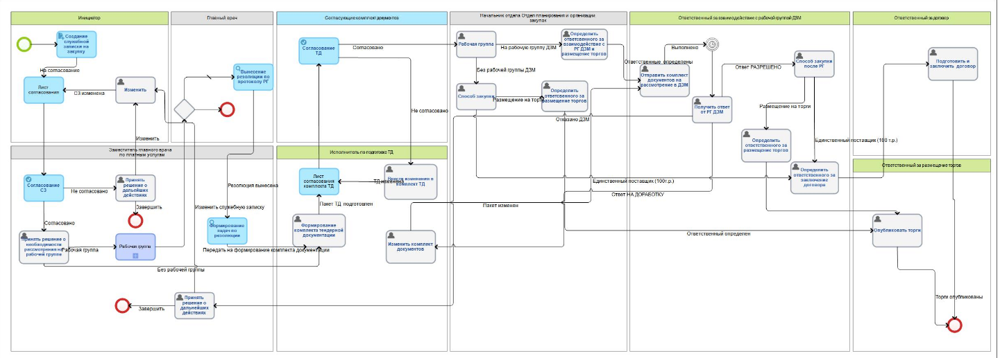 Инициатор
Создание
служебной
записки на
закупку
На согласование
Лист
согласования
СЗ изменена
Изменить
Изменить
Главный врач
Вынесение
резолюции по
протоколу РГ
Заместитель главного врача
по платным услугам
Согласование
СЗ
Не согласовано
Принять
решение о
дальнейших
действиях
Завершить
Согласовано
Принять решение о
необходимости
рассмотрения на
рабочей группе
Рабочая группа
Рабочая группа
Без рабочей группы
Резолюция вынесена
Изменить служебную записку
Формирование
задач по
резолюции
Передать на формирование комплекта документации
Завершить
Принять
решение о
дальнейших
действиях
Согласующие комплект документов
Согласование
ТД
Согласовано
Не согласовано
Исполнитель по подготовке ТД
Лист
согласования
комплекта ТД
ТД изменена
Внести изменения в
комплект ТД
Пакет ТД подготовлен
Формирование
комплекта тендерной
документации
Изменить комплект
документов
Пакет изменен
Начальник отдела Отдел планирования и организации
закупок
Рабочая группа
На рабочую группу ДЗМ
Определить
ответсвенного за
взаимодействие с
РГ ДЗМ и
размещение торгов
Без рабочей группы ДЗМ
Способ закупки
Размещение на торги
Определить
ответсвенного за
размещение торгов
Отказано ДЗМ
Ответственный за взаимодействие с рабочей группой ДЗМ
Выполнено
Ответственные определены
Отправить комплект
документов на
рассмотрение в ДЗМ
Ответ РАЗРЕШЕНО
Способ закупки
после РГ
Получить ответ
от РГ ДЗМ
Размещение на торги
Определить
ответственного за
размещение торгов
Единственный поставщик (100 т.р.)
Определить
ответственного за
заключение
договора
Единственный поставщик (100т.р.)
Ответ НА ДОРАБОТКУ
Ответственный определен
Ответственный за договор
Подготовить и
заключить договор
Ответственный за размещение торгов
Опубликовать торги
Торги опубликованы